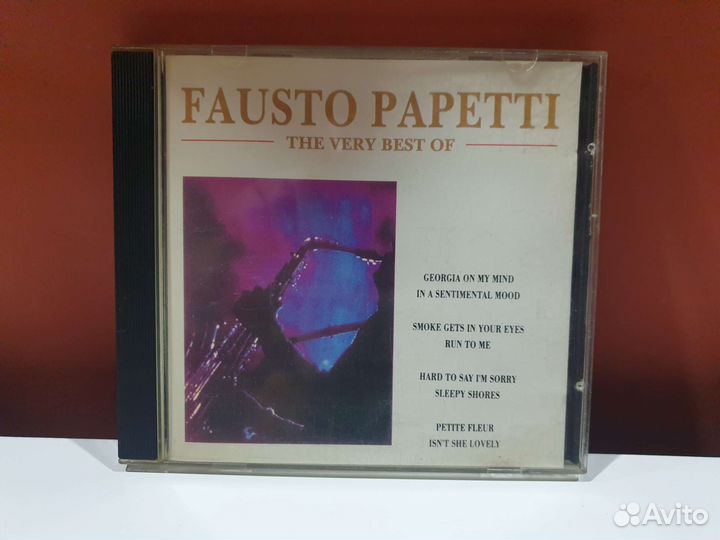 FAUSTO PAPETTI
THE VERY BEST OF
GEORGIA ON MY MIND
IN A SENTIMENTAL MOOD
SMOKE GETS IN YOUR EYES
RUN TO ME
HARD TO SAY I'M SORRY
SLEEPY SHORES
PETITE FLEUR
ISN'T SHE LOVELY
Avito